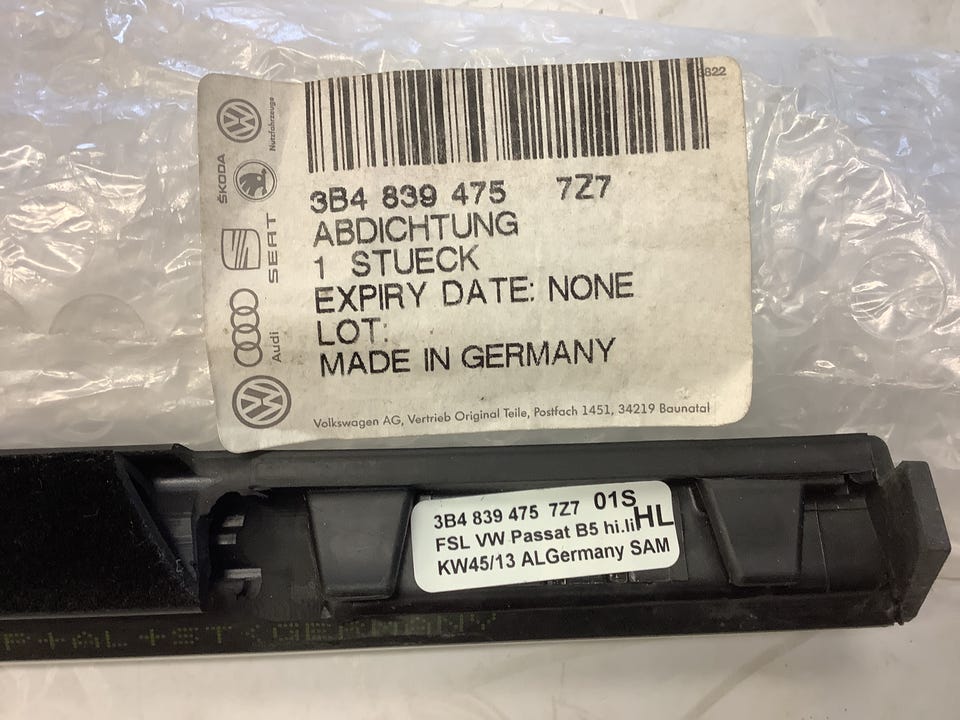 3822
3B4 839 475 7Z7
ABDICHTUNG
1 STUECK
EXPIRY DATE: NONE
LOT:
MADE IN GERMANY
Volkswagen AG, Vertrieb Original Teile, Postfach 1451, 34219 Baunatal
Nutzfahrzeuge
ŠKODA
SEAT
Audi
3B4 839 475 7Z7 01S
FSL VW Passat B5 hi.li HL
KW45/13 ALGermany SAM
GERMANY